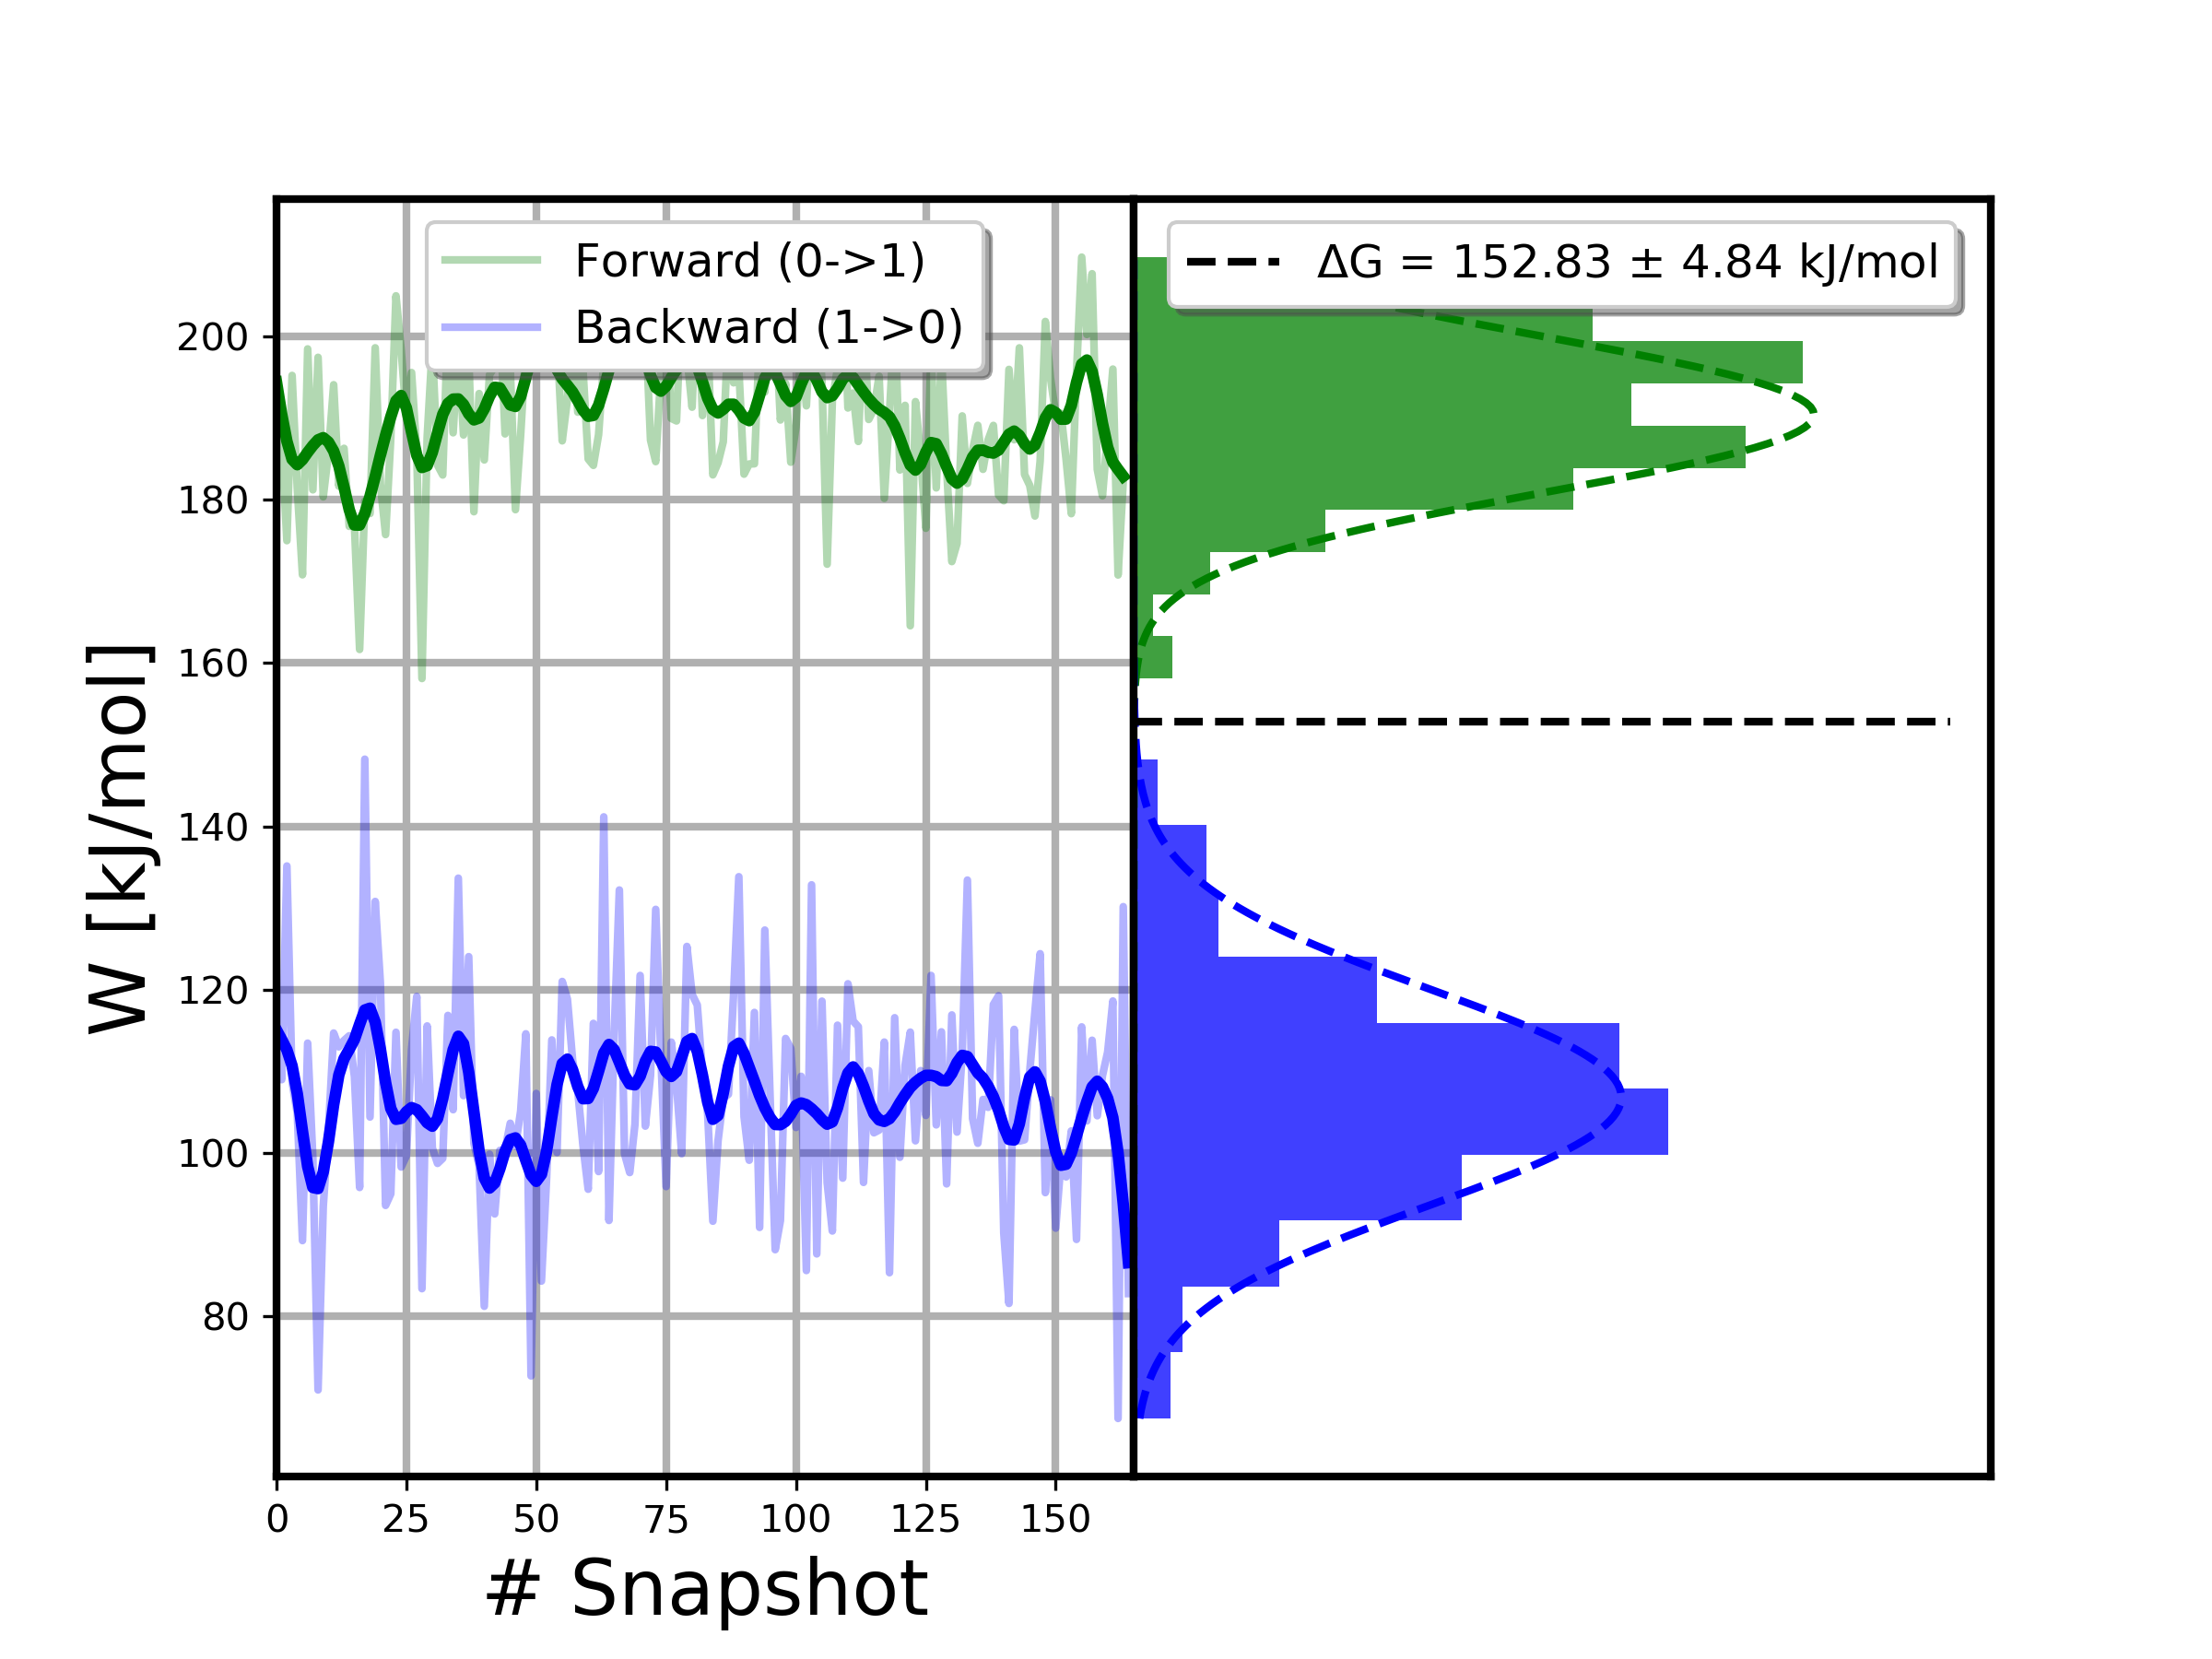 Forward (0->1)
Backward (1->0)
ΔG = 152.83 ± 4.84 kJ/mol
W [kJ/mol]
200
180
160
140
120
100
80
0 25 50 75 100 125 150
# Snapshot